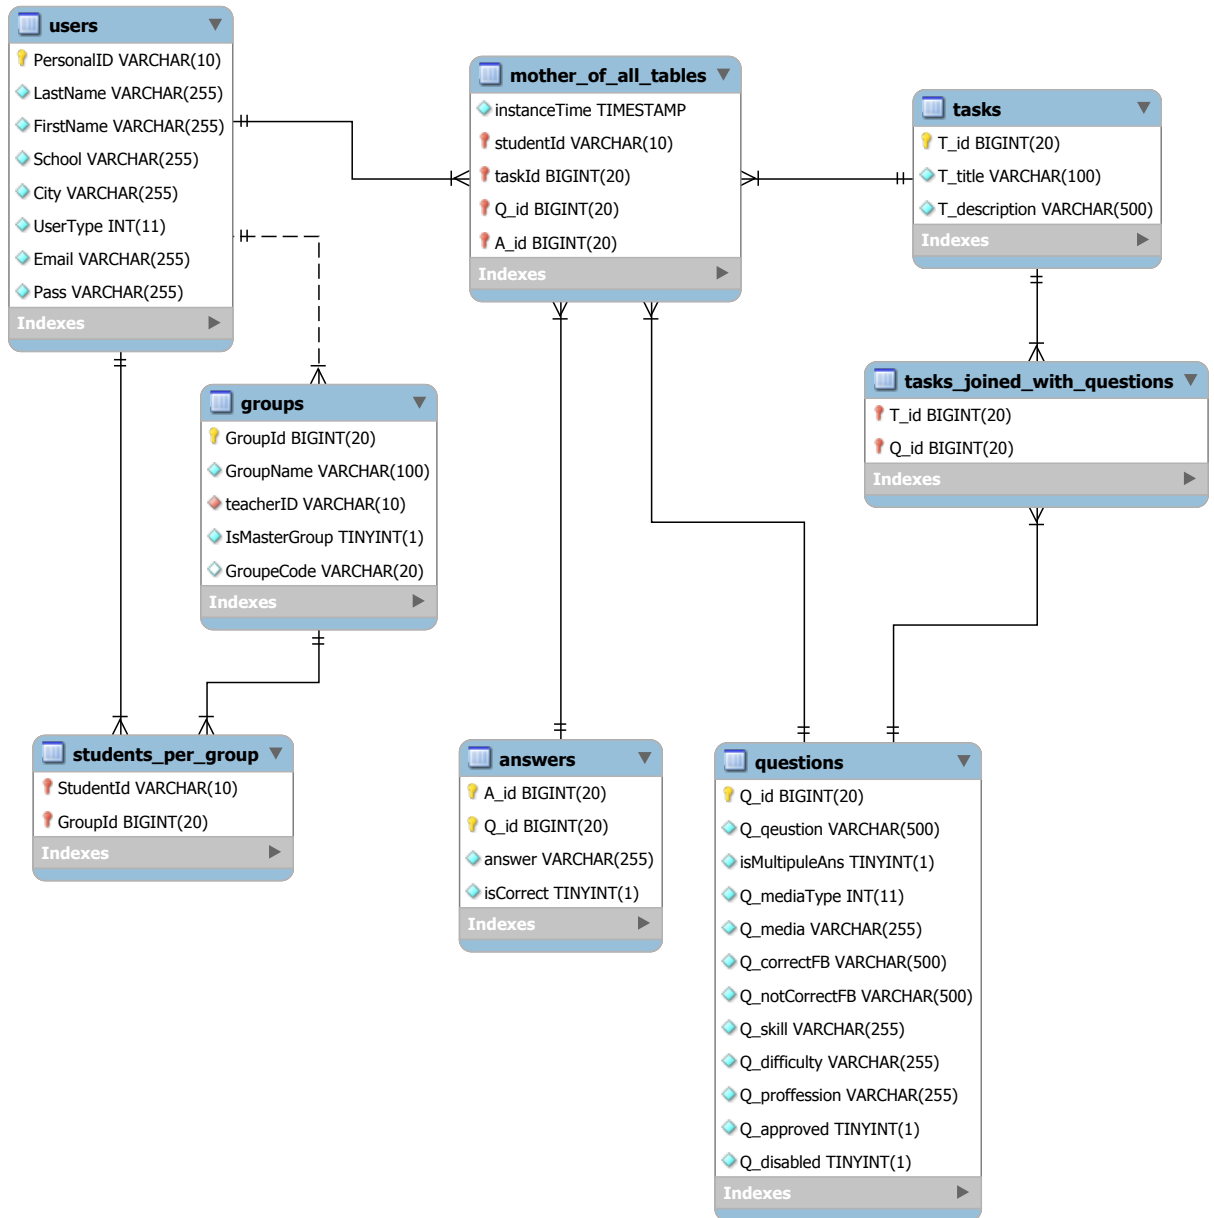 users
PersonalID VARCHAR(10)
LastName VARCHAR(255)
FirstName VARCHAR(255)
School VARCHAR(255)
City VARCHAR(255)
UserType INT(11)
Email VARCHAR(255)
Pass VARCHAR(255)
Indexes
mother_of_all_tables
instanceTime TIMESTAMP
studentId VARCHAR(10)
taskId BIGINT(20)
Q_id BIGINT(20)
A_id BIGINT(20)
Indexes
tasks
T_id BIGINT(20)
T_title VARCHAR(100)
T_description VARCHAR(500)
Indexes
groups
GroupId BIGINT(20)
GroupName VARCHAR(100)
teacherID VARCHAR(10)
IsMasterGroup TINYINT(1)
GroupeCode VARCHAR(20)
Indexes
tasks_joined_with_questions
T_id BIGINT(20)
Q_id BIGINT(20)
Indexes
students_per_group
StudentId VARCHAR(10)
GroupId BIGINT(20)
Indexes
answers
A_id BIGINT(20)
Q_id BIGINT(20)
answer VARCHAR(255)
isCorrect TINYINT(1)
Indexes
questions
Q_id BIGINT(20)
Q_qeustion VARCHAR(500)
isMultipuleAns TINYINT(1)
Q_mediaType INT(11)
Q_media VARCHAR(255)
Q_correctFB VARCHAR(500)
Q_notCorrectFB VARCHAR(500)
Q_skill VARCHAR(255)
Q_difficulty VARCHAR(255)
Q_proffession VARCHAR(255)
Q_approved TINYINT(1)
Q_disabled TINYINT(1)
Indexes